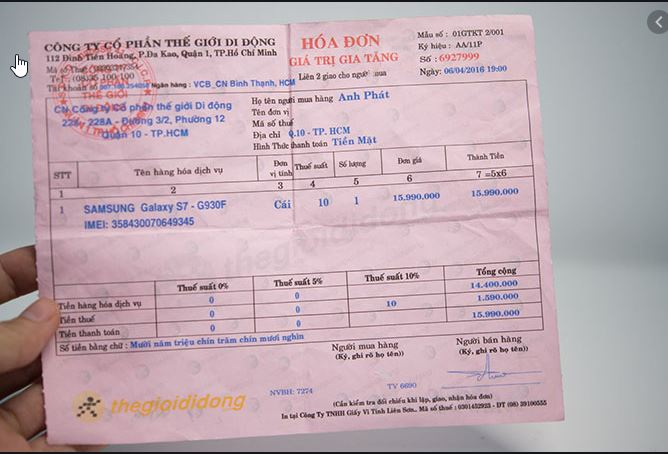 CÔNG TY CỔ PHẦN THẾ GIỚI DI ĐỘNG
112 Đinh Tiên Hoàng, P.Đa Kao, Quận 1, TP.Hồ Chí Minh
Mã số Thuế
Tel : (08)35 100 100
Tài khoản số Ngân hàng : VCB_CN Bình Thạnh, HCM
CN Công ty Cổ phần thế giới Di động
228 - 228A - Đường 3/2, Phường 12
Quận 10 - TP.HCM
HÓA ĐƠN
GIÁ TRỊ GIA TĂNG
Liên 2 giao cho người mua
Mẫu số : 01GTKT 2/001
Ký hiệu : AA/11P
Số : 6927999
Ngày: 06/04/2016 19:00
Họ tên người mua hàng Anh Phát
Tên đơn vị
Mã số thuế
Địa chỉ Q.10 - TP. HCM
Hình Thức thanh toán Tiền Mặt
STT Tên hàng hóa dịch vụ Đơn vị tính Thuế suất Số lượng Đơn giá Thành Tiền
1 2 3 4 5 6 7 =5x6
1 SAMSUNG Galaxy S7 - G930F Cái 10 1 15.990.000 15.990.000
IMEI: 358430070649345
Thuế suất 0% Thuế suất 5% Thuế suất 10% Tổng cộng
Tiền hàng hóa dịch vụ 0 0 14.400.000
Tiền thuế 0 0 10 1.590.000
Tiền thanh toán 0 0 15.990.000
Số tiền bằng chữ : Mười năm triệu chín trăm chín mươi nghìn
Người mua hàng
(Ký, ghi rõ họ tên))
Người bán hàng
(Ký, ghi rõ họ tên))
NVBH: 7274 TY 6690
thegioididong
(Cần kiểm tra đối chiếu khi lập, giao, nhận hóa đơn)
In tại Công Ty TNHH Giấy Vi Tính Liên Sơn.. Mã số thuế : 0301452923 - ĐT (08) 39100555